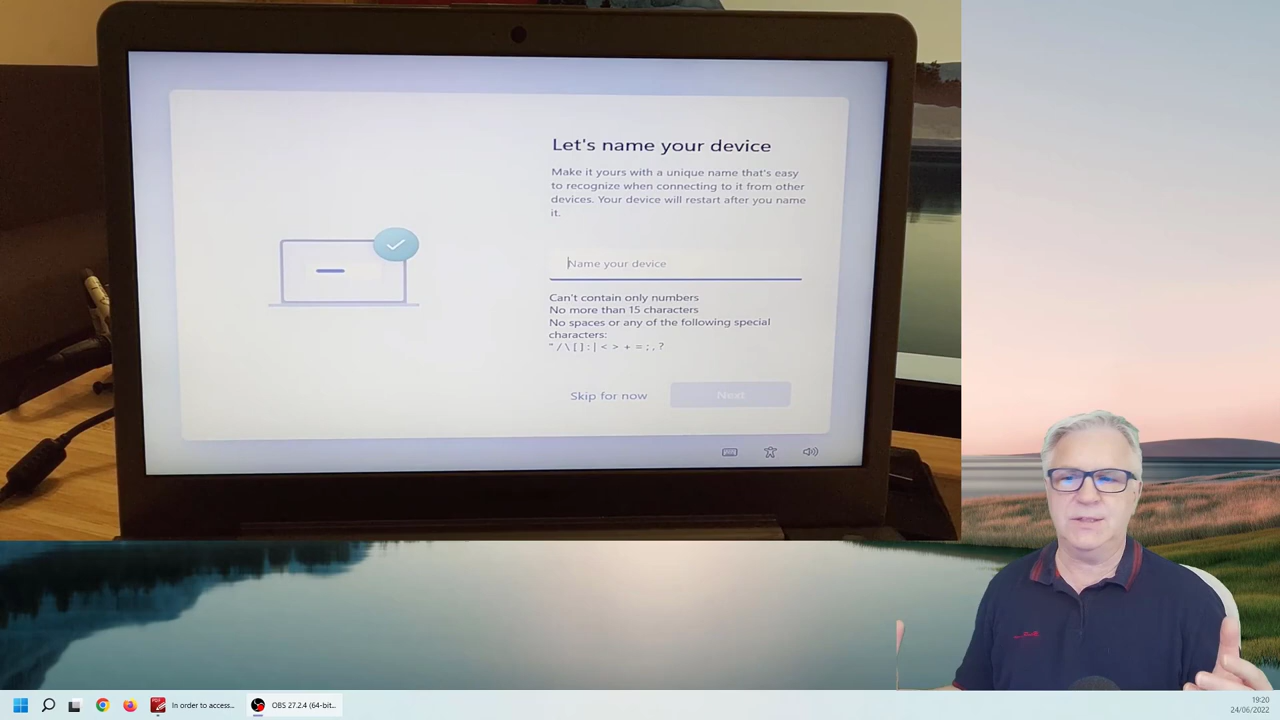 Let's name your device
Make it yours with a unique name that's easy
to recognize when connecting to it from other
devices. Your device will restart after you name
it.
Name your device
Can't contain only numbers
No more than 15 characters
No spaces or any of the following special
characters:
" / \ [ ] : | < > + = ; , ?
Skip for now
Next
In order to access...
OBS 27.2.4 (64-bit...
19:20
24/06/2022